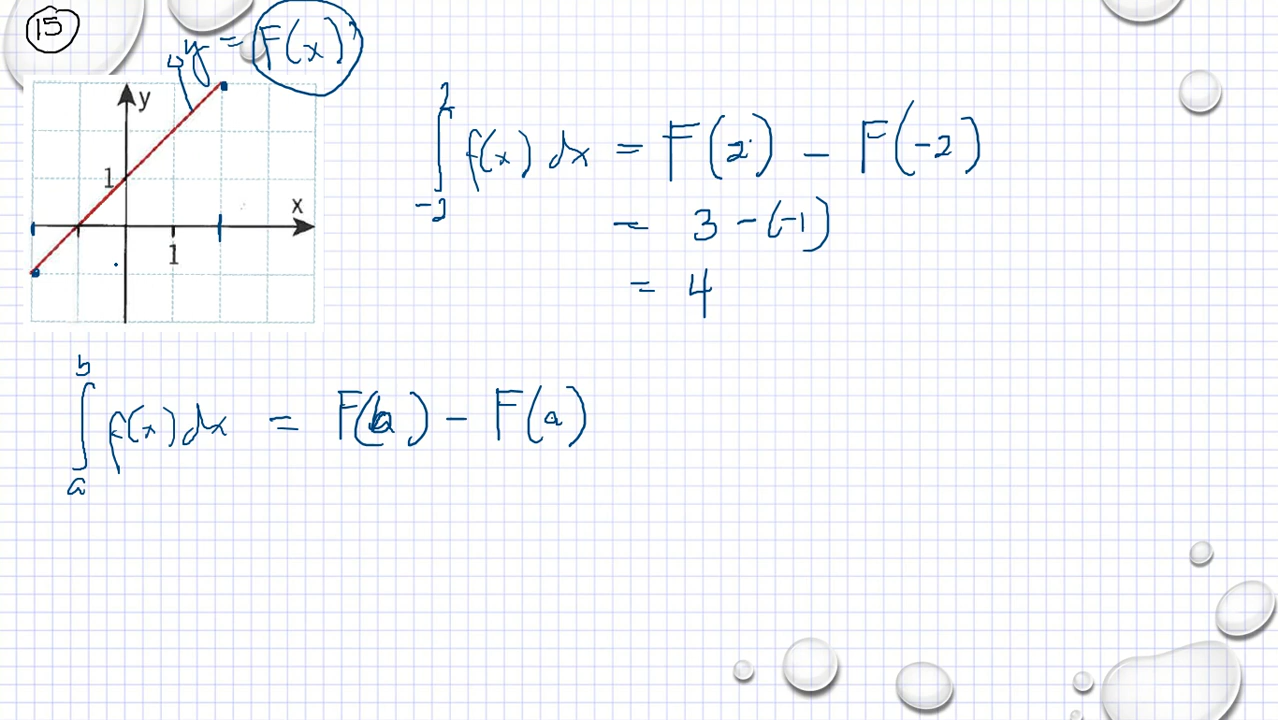 15
y = F(x)
y
1
x
1
∫_{-2}^{2} f(x) dx = F(2) - F(-2)
= 3 - (-1)
= 4
∫_{a}^{b} f(x) dx = F(b) - F(a)